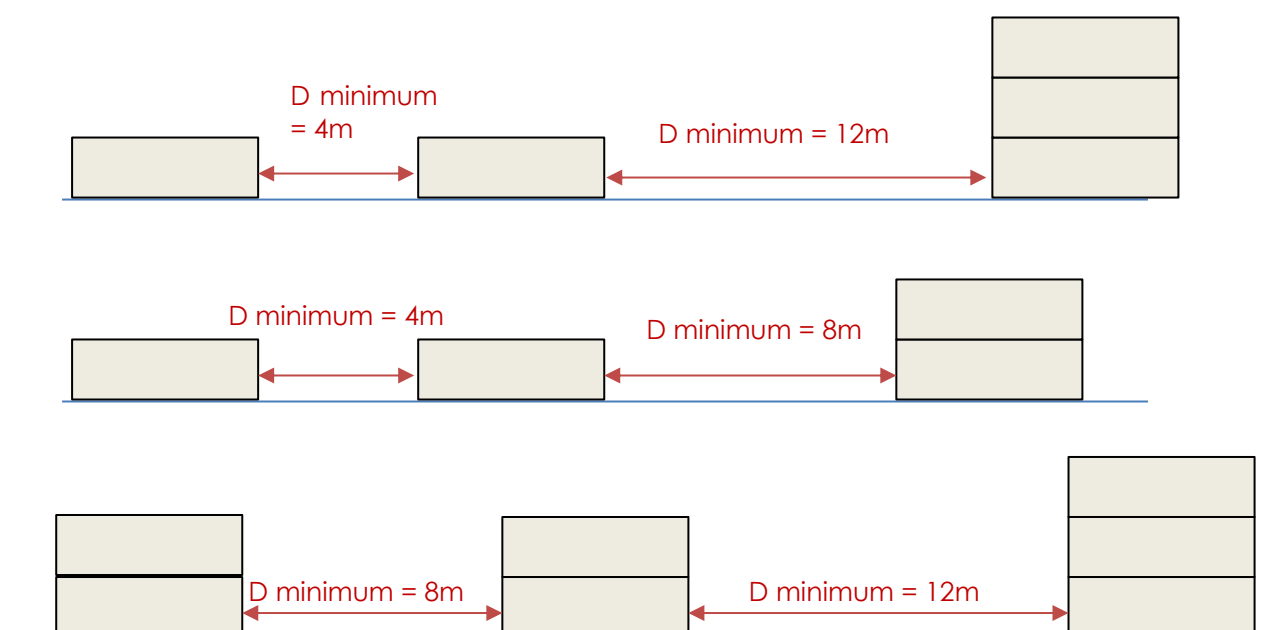 D minimum
= 4m
D minimum = 12m
D minimum = 4m
D minimum = 8m
D minimum = 8m
D minimum = 12m